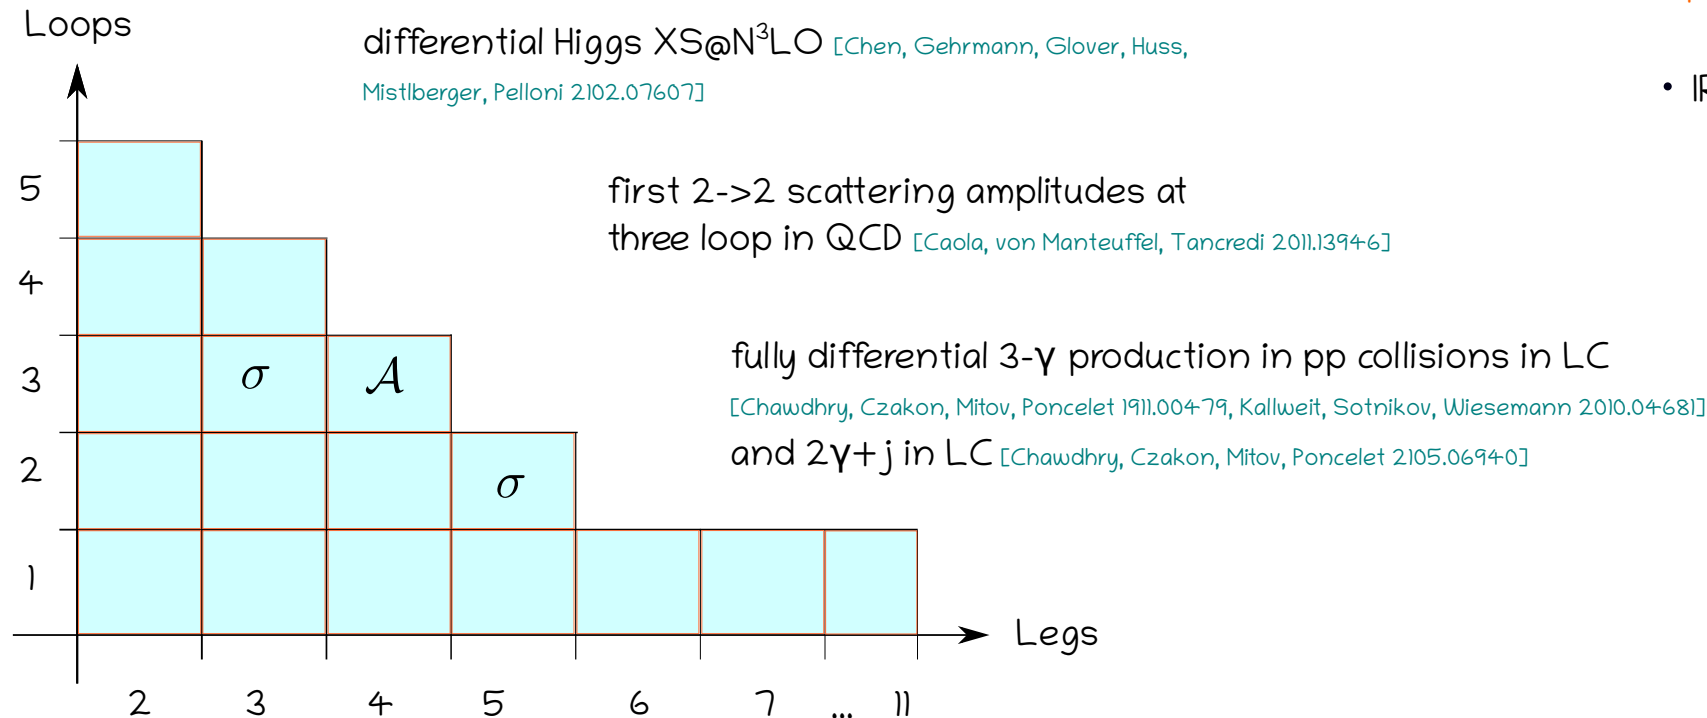 Loops
differential Higgs XS@N³LO [Chen, Gehrmann, Glover, Huss,
Mistlberger, Pelloni 2102.07607]
• 
5
first 2->2 scattering amplitudes at
three loop in QCD [Caola, von Manteuffel, Tancredi 2011.13946]
4
fully differential 3-γ production in pp collisions in LC
3
σ
𝒜
[Chawdhry, Czakon, Mitov, Poncelet 1911.00479, Kallweit, Sotnikov, Wiesemann 2010.04681]
and 2γ+j in LC [Chawdhry, Czakon, Mitov, Poncelet 2105.06940]
2
σ
1
Legs
2 3 4 5 6 7 ... 11